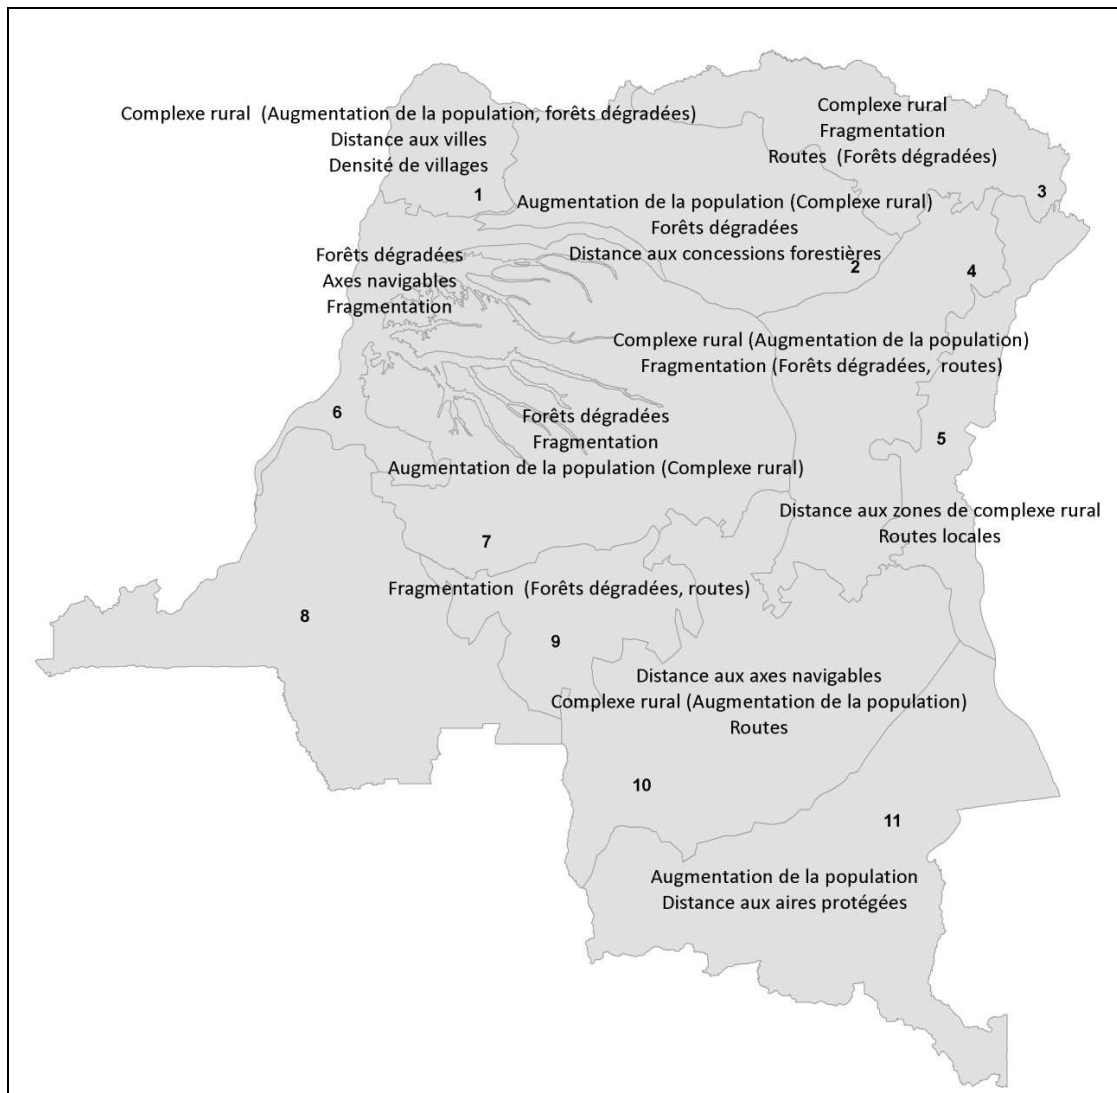 Complexe rural (Augmentation de la population, forêts dégradées)
Distance aux villes
Densité de villages
1
Complexe rural
Fragmentation
Routes (Forêts dégradées)
3
Augmentation de la population (Complexe rural)
Forêts dégradées
Distance aux concessions forestières
2
4
Forêts dégradées
Axes navigables
Fragmentation
6
Complexe rural (Augmentation de la population)
Fragmentation (Forêts dégradées, routes)
5
Forêts dégradées
Fragmentation
Augmentation de la population (Complexe rural)
7
Distance aux zones de complexe rural
Routes locales
8
Fragmentation (Forêts dégradées, routes)
9
Distance aux axes navigables
Complexe rural (Augmentation de la population)
Routes
10
11
Augmentation de la population
Distance aux aires protégées